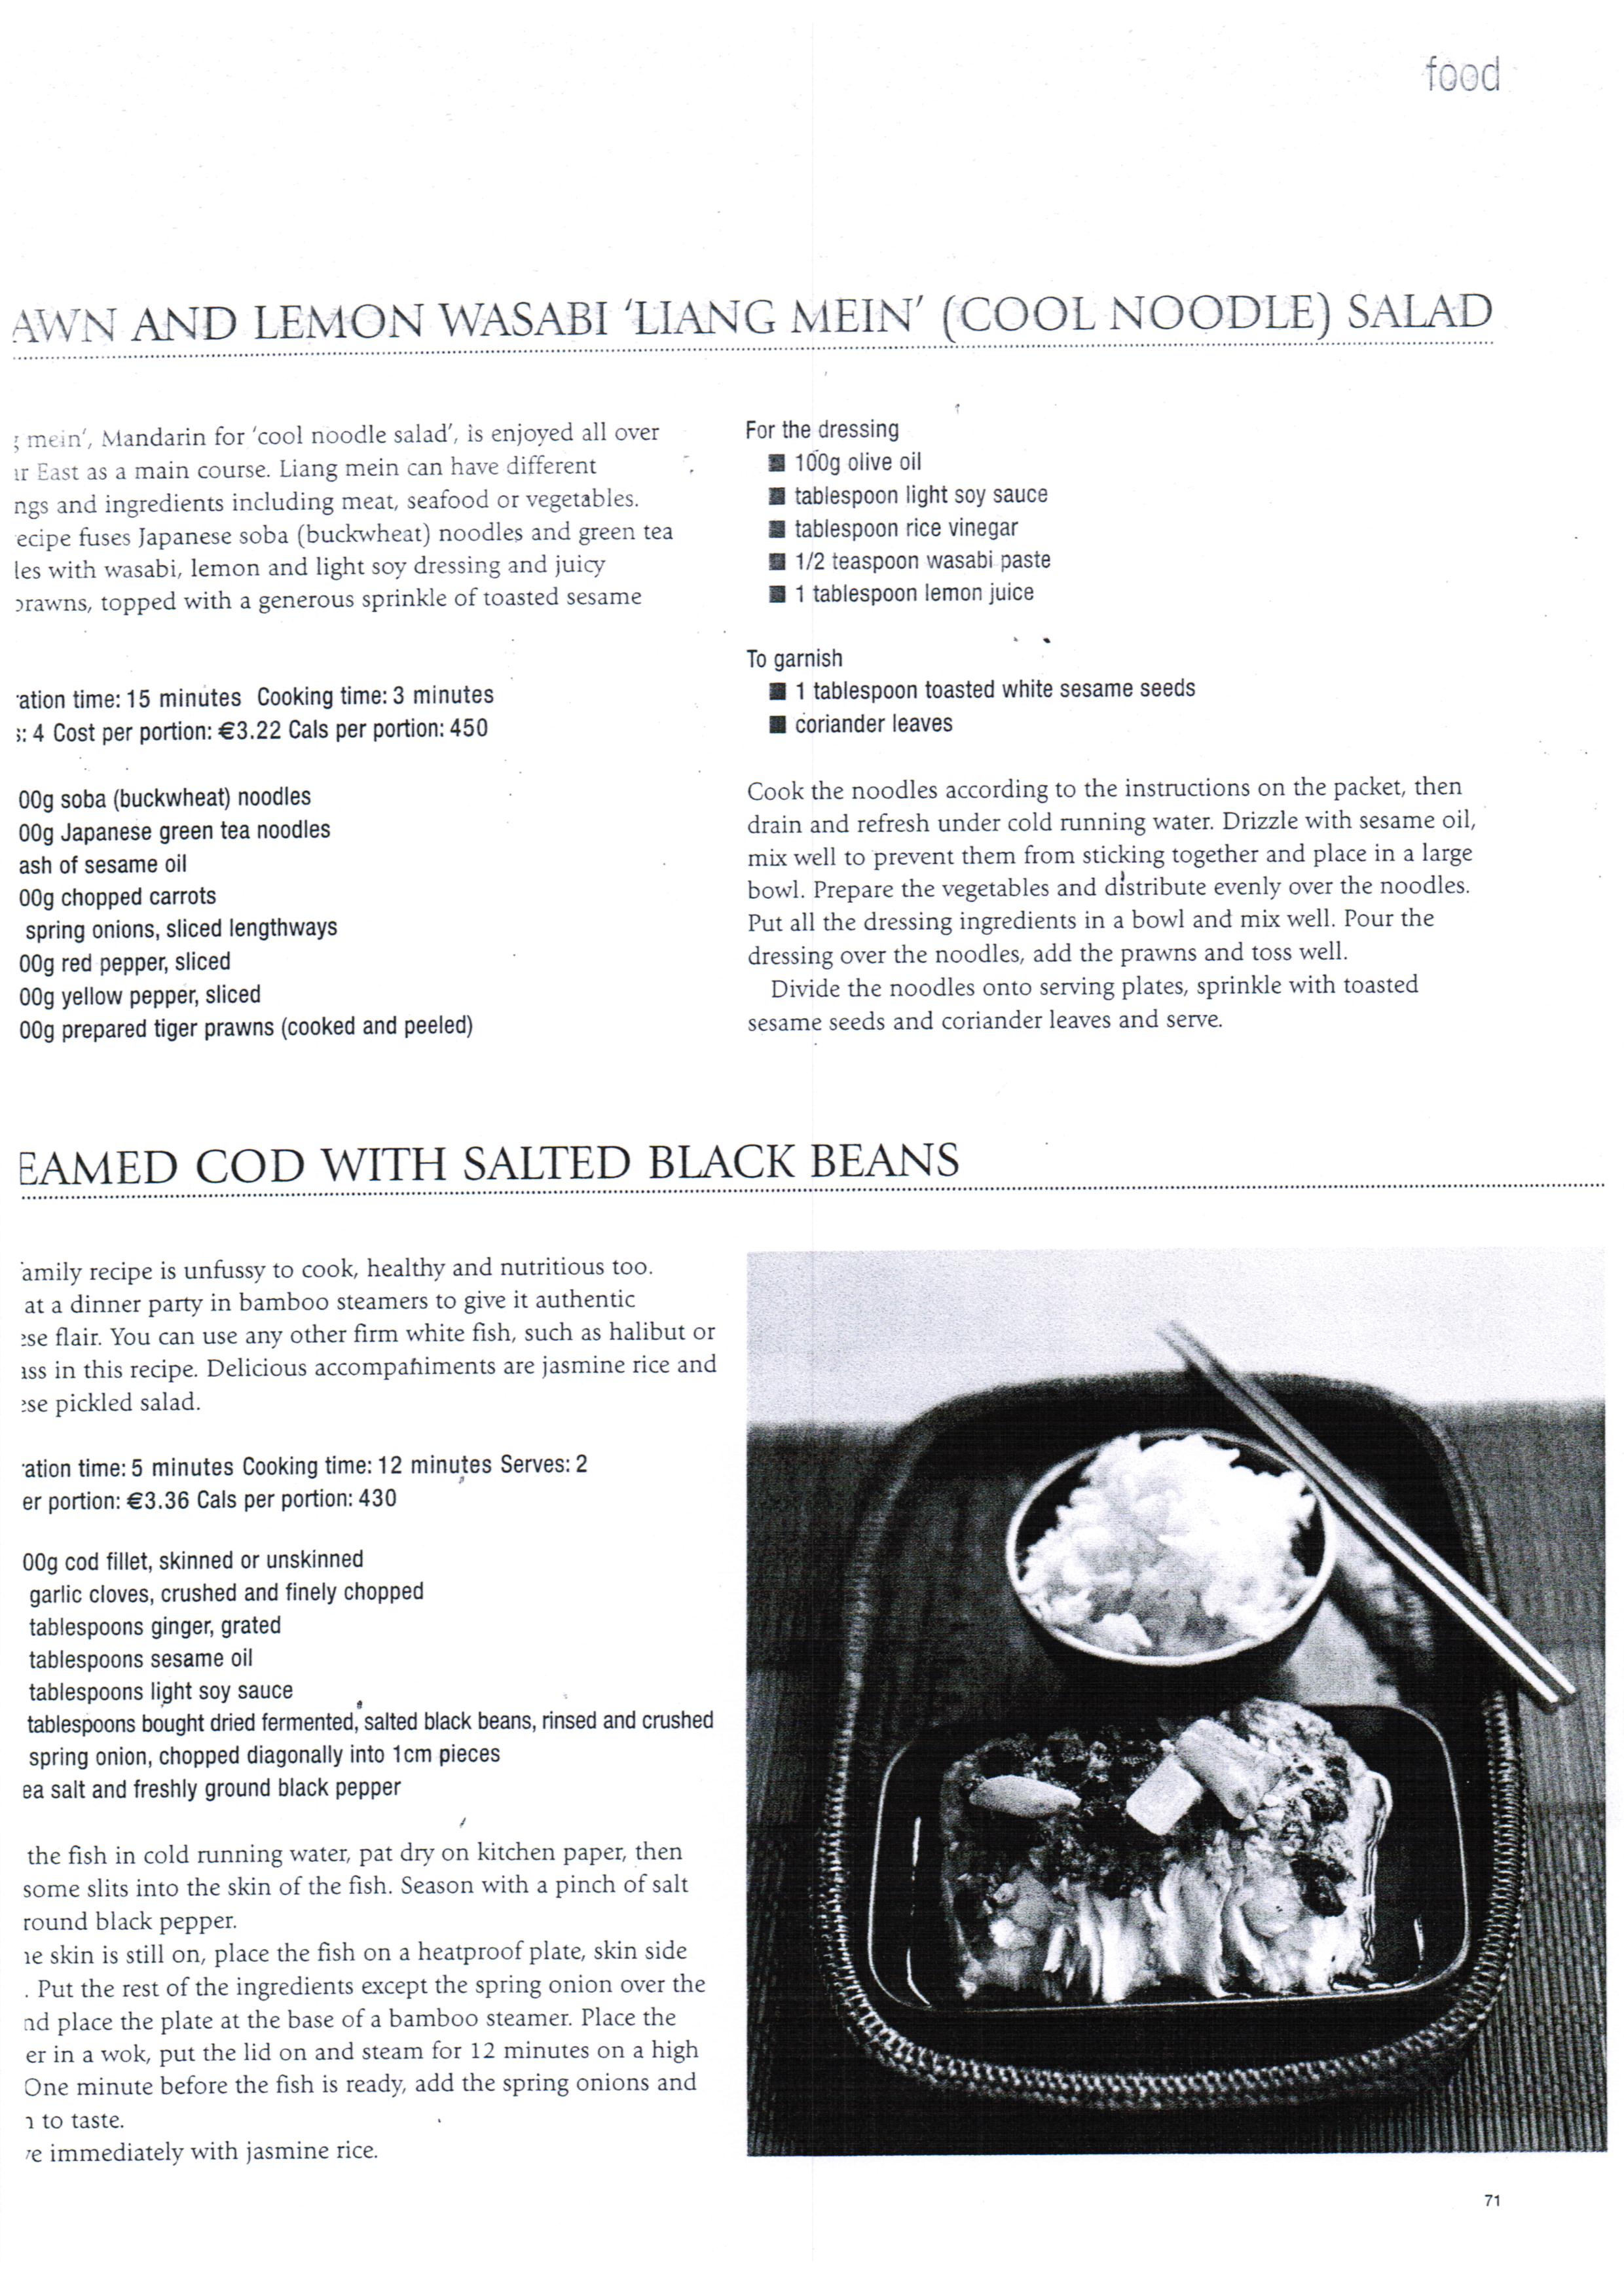 food
AWN AND LEMON WASABI ‘LIANG MEIN’ (COOL NOODLE) SALAD
mein’, Mandarin for ‘cool noodle salad’, is enjoyed all over
East as a main course. Liang mein can have different
ngs and ingredients including meat, seafood or vegetables.
ecipe fuses Japanese soba (buckwheat) noodles and green tea
les with wasabi, lemon and light soy dressing and juicy
rawns, topped with a generous sprinkle of toasted sesame
ation time: 15 minutes Cooking time: 3 minutes
: 4 Cost per portion: €3.22 Cals per portion: 450
00g soba (buckwheat) noodles
00g Japanese green tea noodles
ash of sesame oil
00g chopped carrots
spring onions, sliced lengthways
00g red pepper, sliced
00g yellow pepper, sliced
00g prepared tiger prawns (cooked and peeled)
For the dressing
■ 100g olive oil
■ tablespoon light soy sauce
■ tablespoon rice vinegar
■ 1/2 teaspoon wasabi paste
■ 1 tablespoon lemon juice
To garnish
■ 1 tablespoon toasted white sesame seeds
■ coriander leaves
Cook the noodles according to the instructions on the packet, then
drain and refresh under cold running water. Drizzle with sesame oil,
mix well to prevent them from sticking together and place in a large
bowl. Prepare the vegetables and distribute evenly over the noodles.
Put all the dressing ingredients in a bowl and mix well. Pour the
dressing over the noodles, add the prawns and toss well.
Divide the noodles onto serving plates, sprinkle with toasted
sesame seeds and coriander leaves and serve.
EAMED COD WITH SALTED BLACK BEANS
amily recipe is unfussy to cook, healthy and nutritious too.
at a dinner party in bamboo steamers to give it authentic
ese flair. You can use any other firm white fish, such as halibut or
ass in this recipe. Delicious accompaniments are jasmine rice and
ese pickled salad.
ation time: 5 minutes Cooking time: 12 minutes Serves: 2
er portion: €3.36 Cals per portion: 430
00g cod fillet, skinned or unskinned
garlic cloves, crushed and finely chopped
tablespoons ginger, grated
tablespoons sesame oil
tablespoons light soy sauce
tablespoons bought dried fermented, salted black beans, rinsed and crushed
spring onion, chopped diagonally into 1cm pieces
ea salt and freshly ground black pepper
the fish in cold running water, pat dry on kitchen paper, then
some slits into the skin of the fish. Season with a pinch of salt
round black pepper.
skin is still on, place the fish on a heatproof plate, skin side
. Put the rest of the ingredients except the spring onion over the
nd place the plate at the base of a bamboo steamer. Place the
er in a wok, put the lid on and steam for 12 minutes on a high
One minute before the fish is ready, add the spring onions and
to taste.
e immediately with jasmine rice.
71